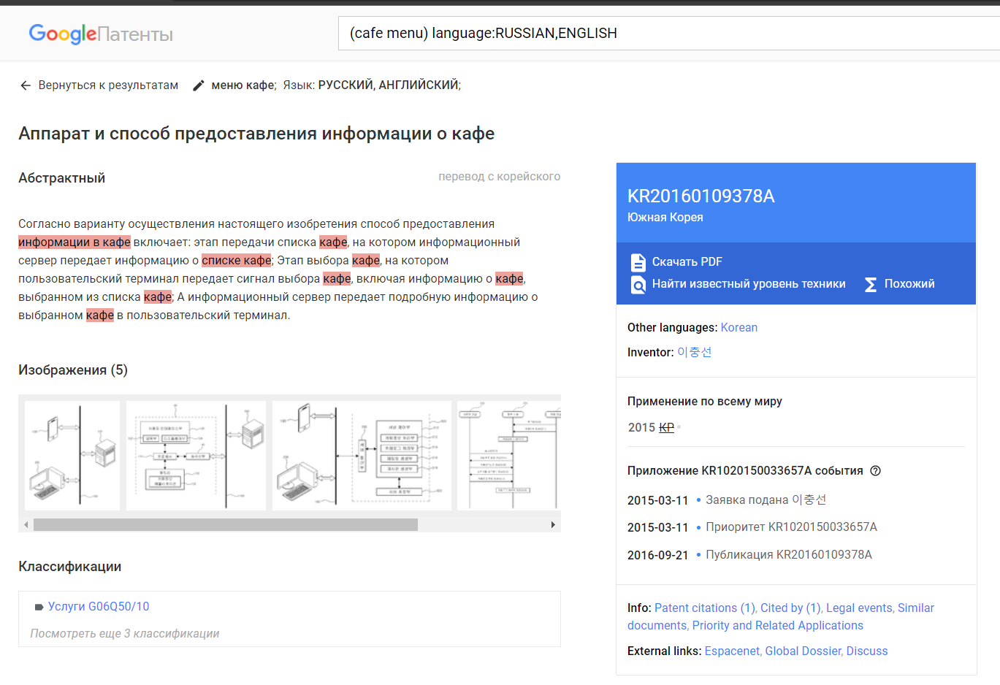 GoogleПатенты
(cafe menu) language:RUSSIAN,ENGLISH
Вернуться к результатам меню кафе; Язык: РУССКИЙ, АНГЛИЙСКИЙ;
Аппарат и способ предоставления информации о кафе
Абстрактный
перевод с корейского
Согласно варианту осуществления настоящего изобретения способ предоставления
информации в кафе включает: этап передачи списка кафе, на котором информационный
сервер передает информацию о списке кафе; Этап выбора кафе, на котором
пользовательский терминал передает сигнал выбора кафе, включая информацию о кафе,
выбранном из списка кафе; А информационный сервер передает подробную информацию о
выбранном кафе в пользовательский терминал.
Изображения (5)
Классификации
Услуги G06Q50/10
Посмотреть еще 3 классификации
KR20160109378A
Южная Корея
Скачать PDF
Найти известный уровень техники Похожий
Other languages: Korean
Inventor: 이충선
Применение по всему миру
2015 КР
Приложение KR1020150033657A события
2015-03-11 • Заявка подана 이충선
2015-03-11 • Приоритет KR1020150033657A
2016-09-21 • Публикация KR20160109378A
Info: Patent citations (1), Cited by (1), Legal events, Similar
documents, Priority and Related Applications
External links: Espacenet, Global Dossier, Discuss